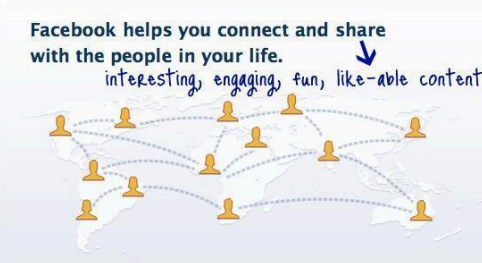 Facebook helps you connect and share
with the people in your life.
interesting, engaging, fun, like-able content